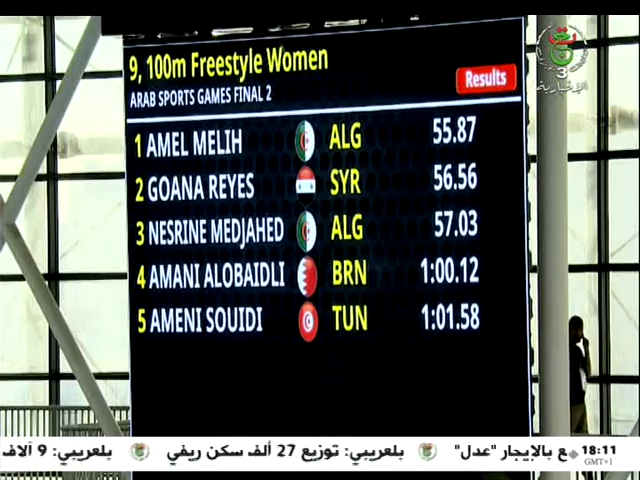 9, 100m Freestyle Women
ARAB SPORTS GAMES FINAL 2
Results
1 AMEL MELIH ALG 55.87
2 GOANA REYES SYR 56.56
3 NESRINE MEDJAHED ALG 57.03
4 AMANI ALOBAIDLI BRN 1:00.12
5 AMENI SOUIDI TUN 1:01.58
3
الإخبارية
ع بالإيجار "عدل" بلعريبي: توزيع 27 ألف سكن ريفي بلعريبي: 9 آلاف
18:11
GMT+1